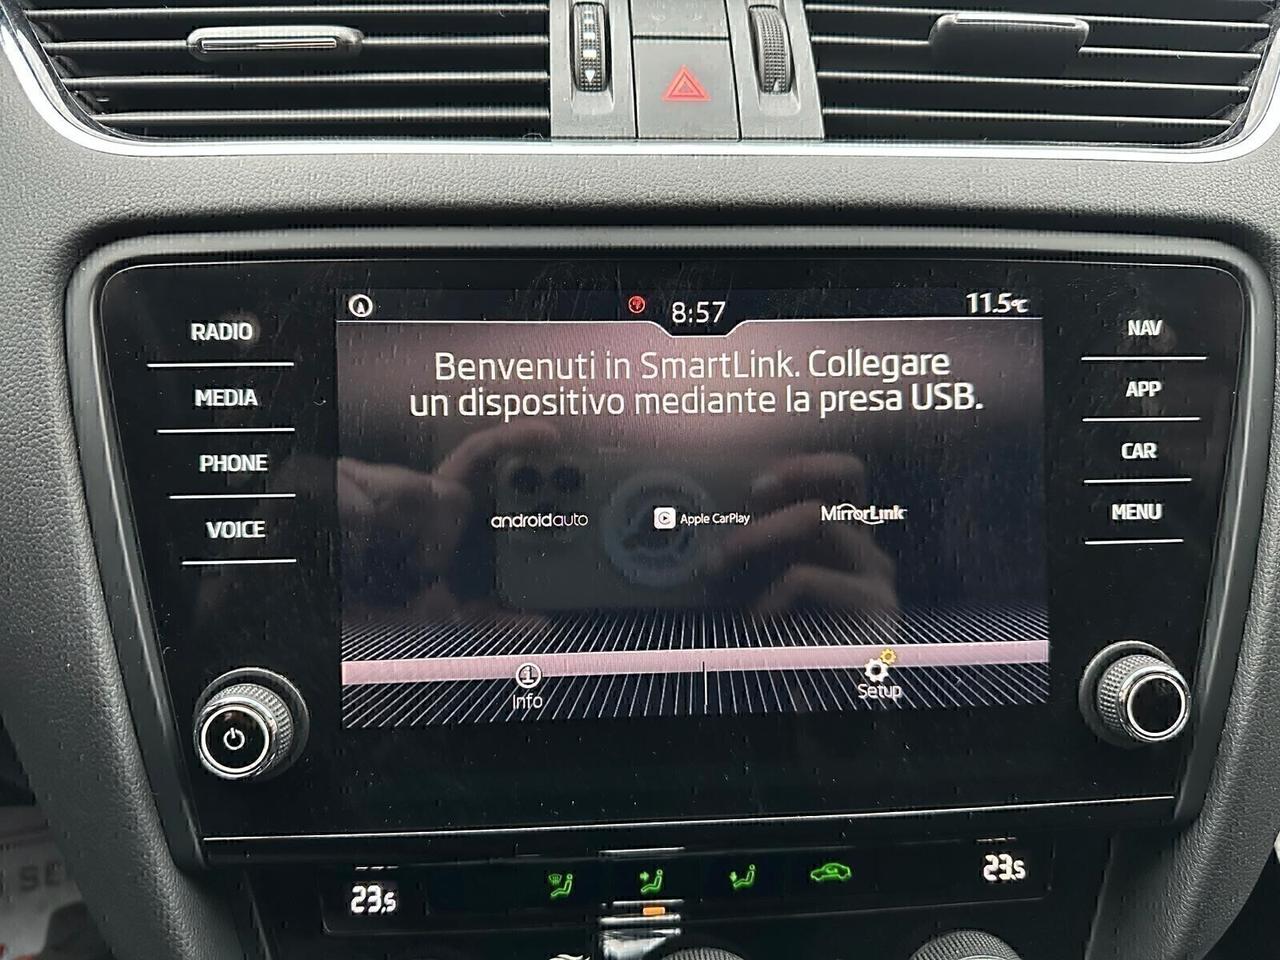 8:57
11.5°C
RADIO
MEDIA
PHONE
VOICE
Benvenuti in SmartLink. Collegare
un dispositivo mediante la presa USB.
androidauto
Apple CarPlay
MirrorLink
Info
Setup
NAV
APP
CAR
MENU
23,5
23,5